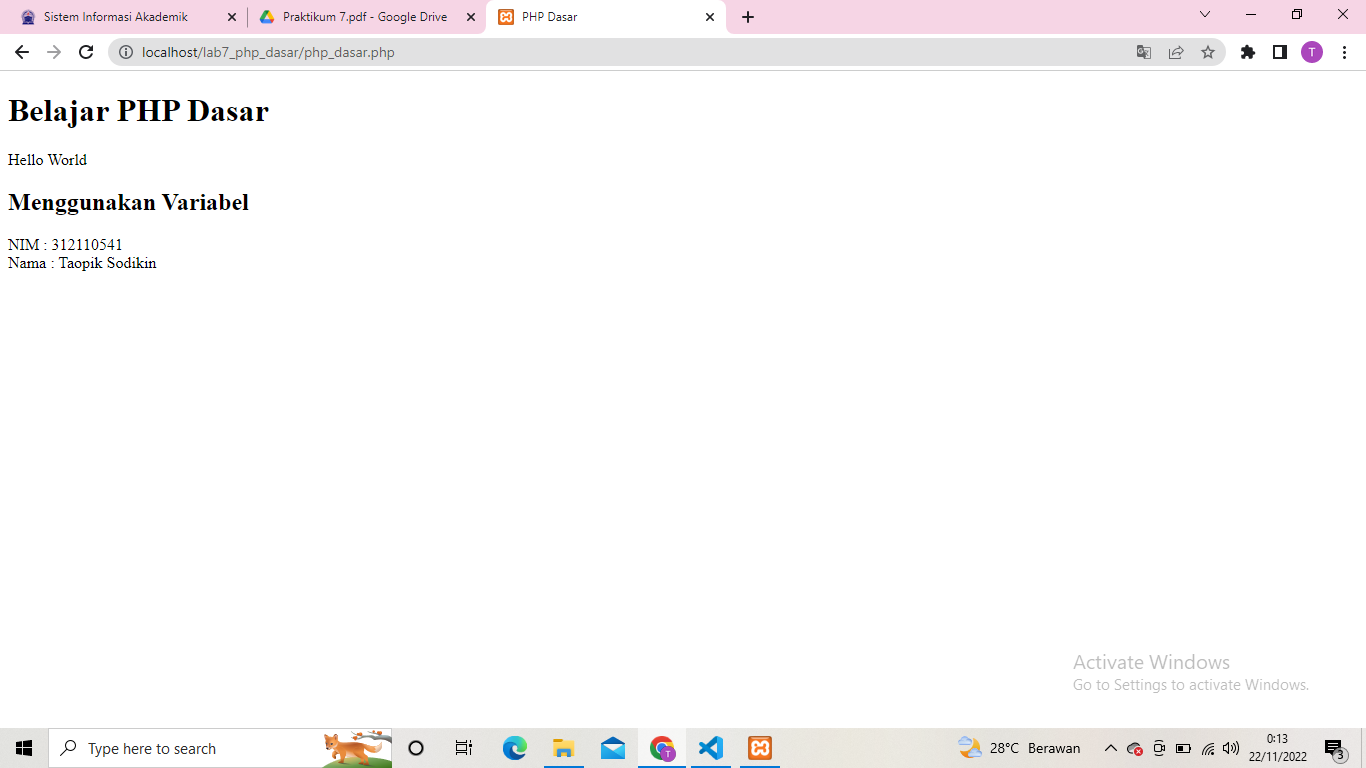 Sistem Informasi Akademik
Praktikum 7.pdf - Google Drive
PHP Dasar
localhost/lab7_php_dasar/php_dasar.php
T
Belajar PHP Dasar
Hello World
Menggunakan Variabel
NIM : 312110541
Nama : Taopik Sodikin
Activate Windows
Go to Settings to activate Windows.
Type here to search
T
28°C Berawan
0:13
22/11/2022
3